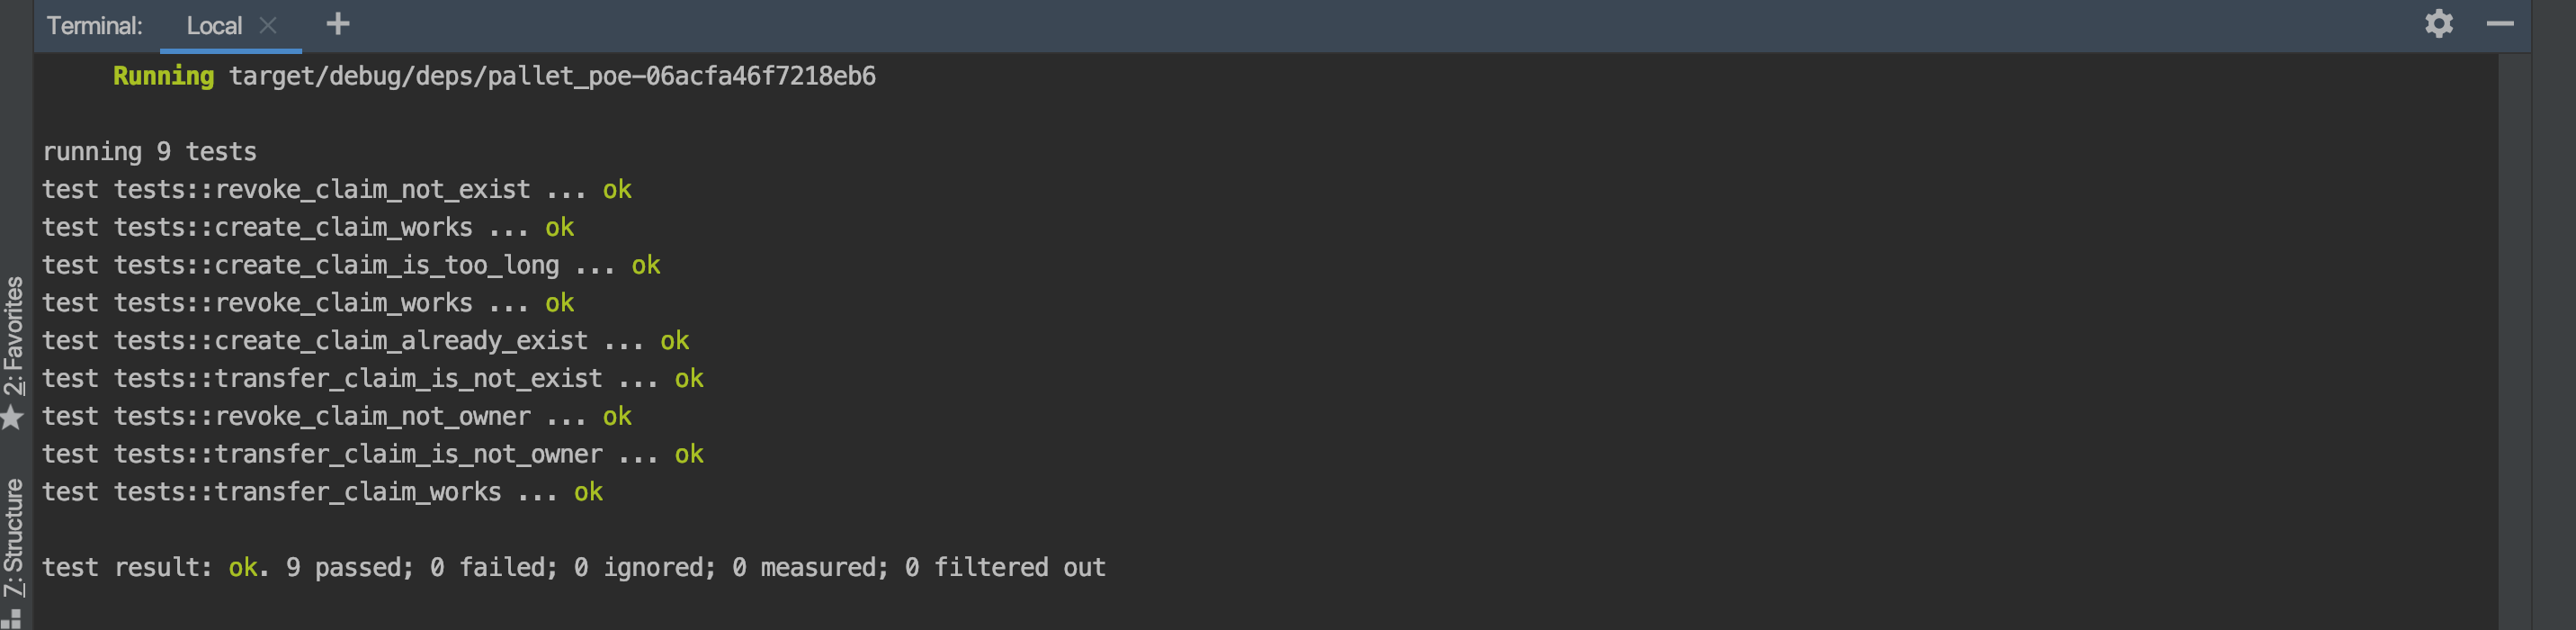 Terminal: Local
Running target/debug/deps/pallet_poe-06acfa46f7218eb6
running 9 tests
test tests::revoke_claim_not_exist ... ok
test tests::create_claim_works ... ok
test tests::create_claim_is_too_long ... ok
test tests::revoke_claim_works ... ok
test tests::create_claim_already_exist ... ok
test tests::transfer_claim_is_not_exist ... ok
test tests::revoke_claim_not_owner ... ok
test tests::transfer_claim_is_not_owner ... ok
test tests::transfer_claim_works ... ok
test result: ok. 9 passed; 0 failed; 0 ignored; 0 measured; 0 filtered out
2: Favorites
7: Structure